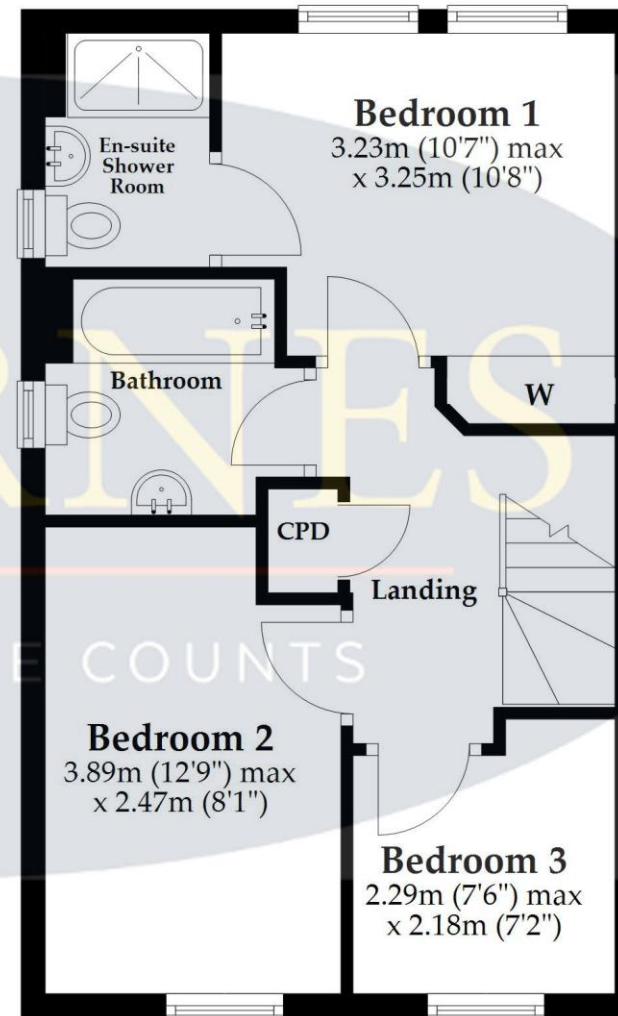 Bedroom 1
3.23m (10'7") max
x 3.25m (10'8")
En-suite
Shower
Room
Bathroom
W
RNES
CPD
Landing
E COUNTS
Bedroom 2
3.89m (12'9") max
x 2.47m (8'1")
Bedroom 3
2.29m (7'6") max
x 2.18m (7'2")